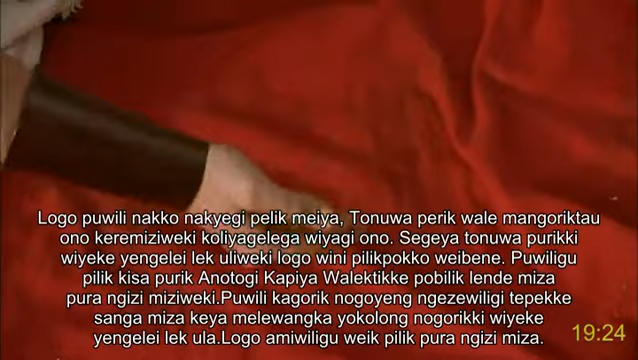 Logo puwili nakko nakyegi pelik meiya, Tonuwa perik wale mangoriktau
ono keremiziweki koliyagelega wiyagi ono. Segeya tonuwa purikki
wiyeke yengelei lek uliweki logo wini pilikpokko weibene. Puwiligu
pilik kisa purik Anotogi Kapiya Walektikke pobilik lende miza
pura ngizi miziweki.Puwili kagorik nogoyeng ngezewiligi tepekke
sanga miza keya melewangka yokolong nogorikki wiyeke
yengelei lek ula.Logo amiwiligu weik pilik pura ngizi miza.
19:24